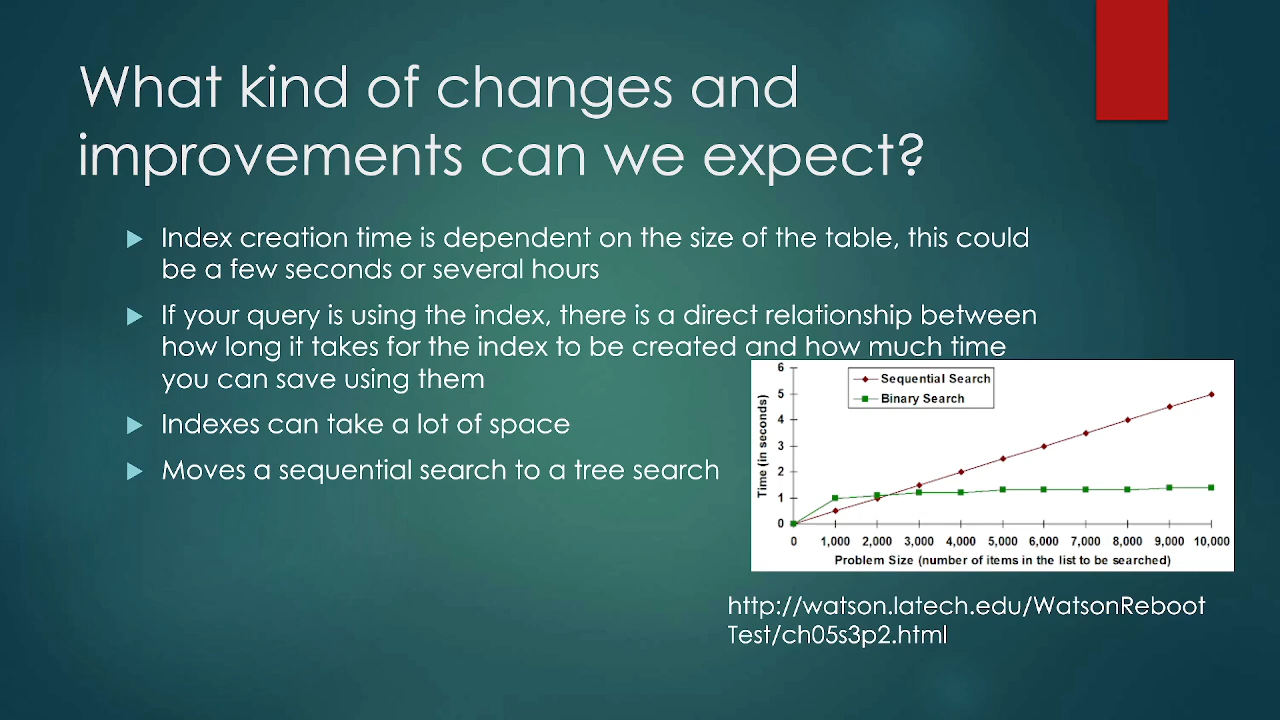 What kind of changes and
improvements can we expect?
Index creation time is dependent on the size of the table, this could
be a few seconds or several hours
If your query is using the index, there is a direct relationship between
how long it takes for the index to be created and how much time
you can save using them
Indexes can take a lot of space
Moves a sequential search to a tree search
Sequential Search
Binary Search
Time (in seconds)
6
5
4
3
2
1
0
0 1,000 2,000 3,000 4,000 5,000 6,000 7,000 8,000 9,000 10,000
Problem Size (number of items in the list to be searched)
http://watson.latech.edu/WatsonReboot
Test/ch05s3p2.html